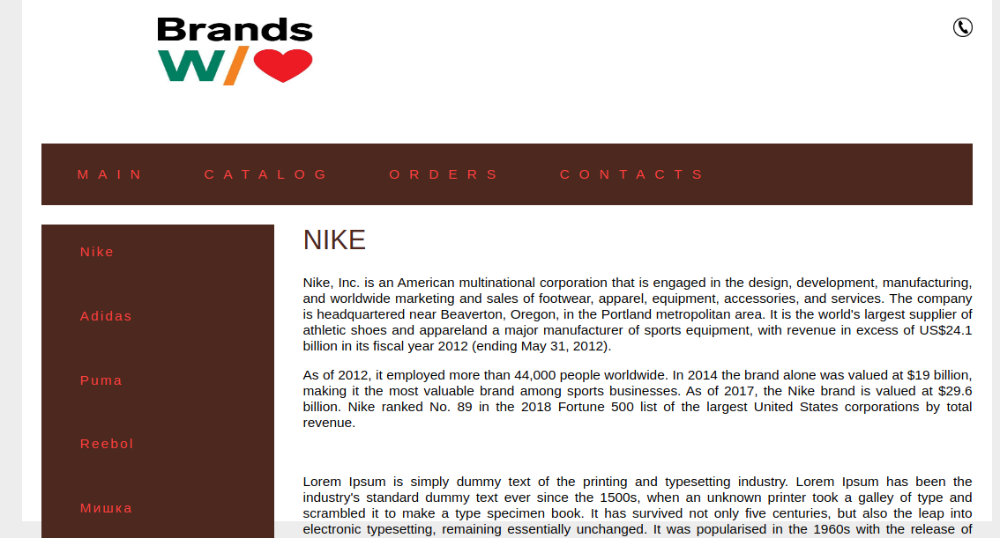 Brands
W/
MAIN CATALOG ORDERS CONTACTS
Nike
Adidas
Puma
Reebol
Мишка
NIKE
Nike, Inc. is an American multinational corporation that is engaged in the design, development, manufacturing,
and worldwide marketing and sales of footwear, apparel, equipment, accessories, and services. The company
is headquartered near Beaverton, Oregon, in the Portland metropolitan area. It is the world's largest supplier of
athletic shoes and appareland a major manufacturer of sports equipment, with revenue in excess of US$24.1
billion in its fiscal year 2012 (ending May 31, 2012).
As of 2012, it employed more than 44,000 people worldwide. In 2014 the brand alone was valued at $19 billion,
making it the most valuable brand among sports businesses. As of 2017, the Nike brand is valued at $29.6
billion. Nike ranked No. 89 in the 2018 Fortune 500 list of the largest United States corporations by total
revenue.
Lorem Ipsum is simply dummy text of the printing and typesetting industry. Lorem Ipsum has been the
industry's standard dummy text ever since the 1500s, when an unknown printer took a galley of type and
scrambled it to make a type specimen book. It has survived not only five centuries, but also the leap into
electronic typesetting, remaining essentially unchanged. It was popularised in the 1960s with the release of